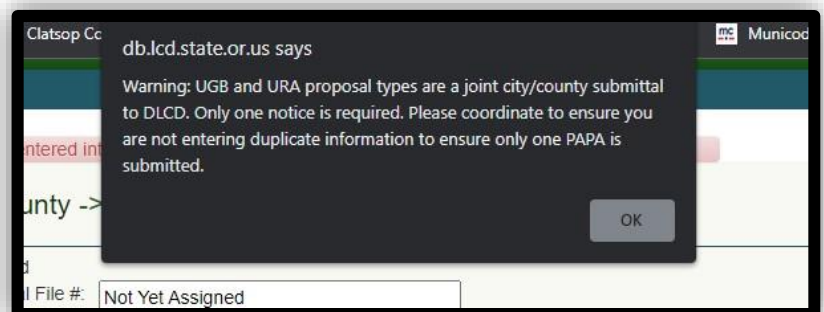 Clatsop Cc
Municod
db.lcd.state.or.us says
Warning: UGB and URA proposal types are a joint city/county submittal
to DLCD. Only one notice is required. Please coordinate to ensure you
are not entering duplicate information to ensure only one PAPA is
submitted.
entered int
unty ->
OK
l File #: Not Yet Assigned